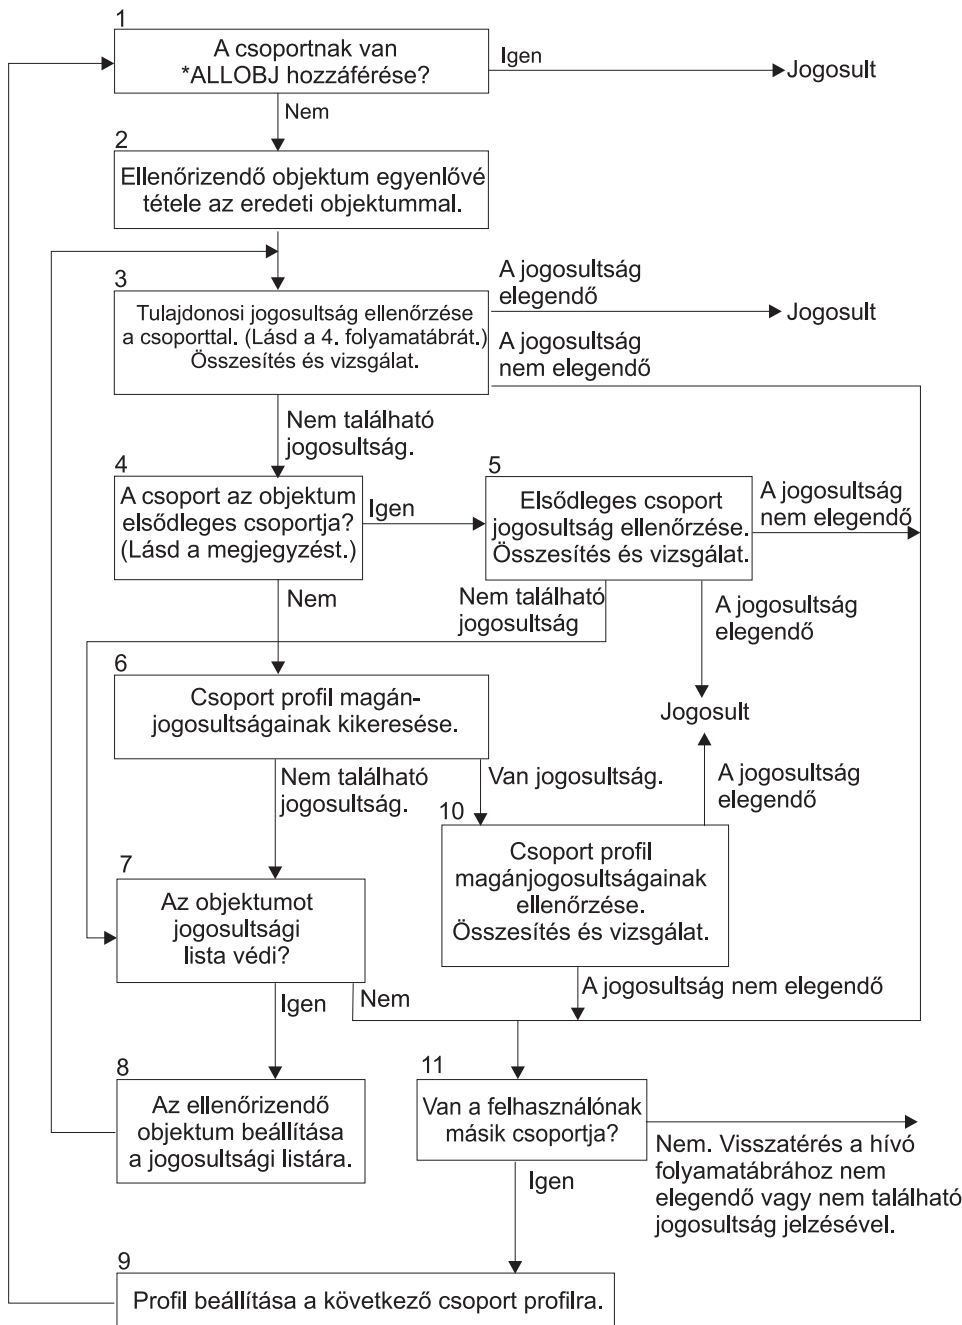 1
A csoportnak van
*ALLOBJ hozzáférése?
Igen
Jogosult
Nem
2
Ellenőrizendő objektum egyenlővé
tétele az eredeti objektummal.
3
Tulajdonosi jogosultság ellenőrzése
a csoporttal. (Lásd a 4. folyamatábrát.)
Összesítés és vizsgálat.
A jogosultság
elegendő
Jogosult
A jogosultság
nem elegendő
Nem található
jogosultság.
4
A csoport az objektum
elsődleges csoportja?
(Lásd a megjegyzést.)
Igen
5
Elsődleges csoport
jogosultság ellenőrzése.
Összesítés és vizsgálat.
A jogosultság
nem elegendő
Nem
Nem található
jogosultság
A jogosultság
elegendő
6
Csoport profil magán-
jogosultságainak kikeresése.
Jogosult
Nem található
jogosultság.
Van jogosultság.
A jogosultság
elegendő
10
Csoport profil
magánjogosultságainak
ellenőrzése.
Összesítés és vizsgálat.
7
Az objektumot
jogosultsági
lista védi?
A jogosultság nem elegendő
Igen
Nem
8
Az ellenőrizendő
objektum beállítása
a jogosultsági listára.
11
Van a felhasználónak
másik csoportja?
Nem. Visszatérés a hívó
folyamatábrához nem
elegendő vagy nem található
jogosultság jelzésével.
Igen
9
Profil beállítása a következő csoport profilra.